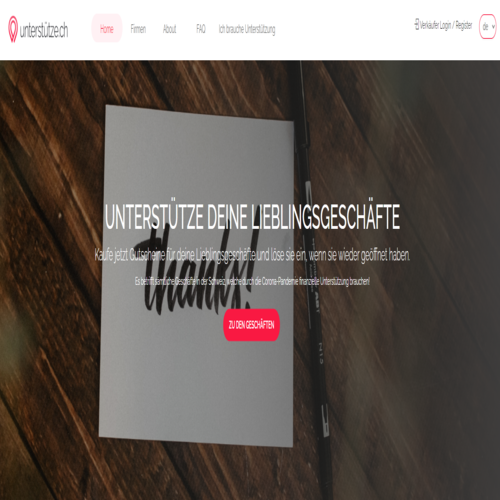 unterstütze.ch
Home Firmen About FAQ Ich brauche Unterstützung
Verkäufer Login / Register
de
UNTERSTÜTZE DEINE LIEBLINGSGESCHÄFTE
Kaufe jetzt Gutscheine für deine Lieblingsgeschäfte und löse sie ein, wenn sie wieder geöffnet haben.
Es betrifft sämtliche Geschäfte in der Schweiz, welche durch die Corona-Pandemie finanzielle Unterstützung brauchen!
thanks!
ZU DEN GESCHÄFTEN